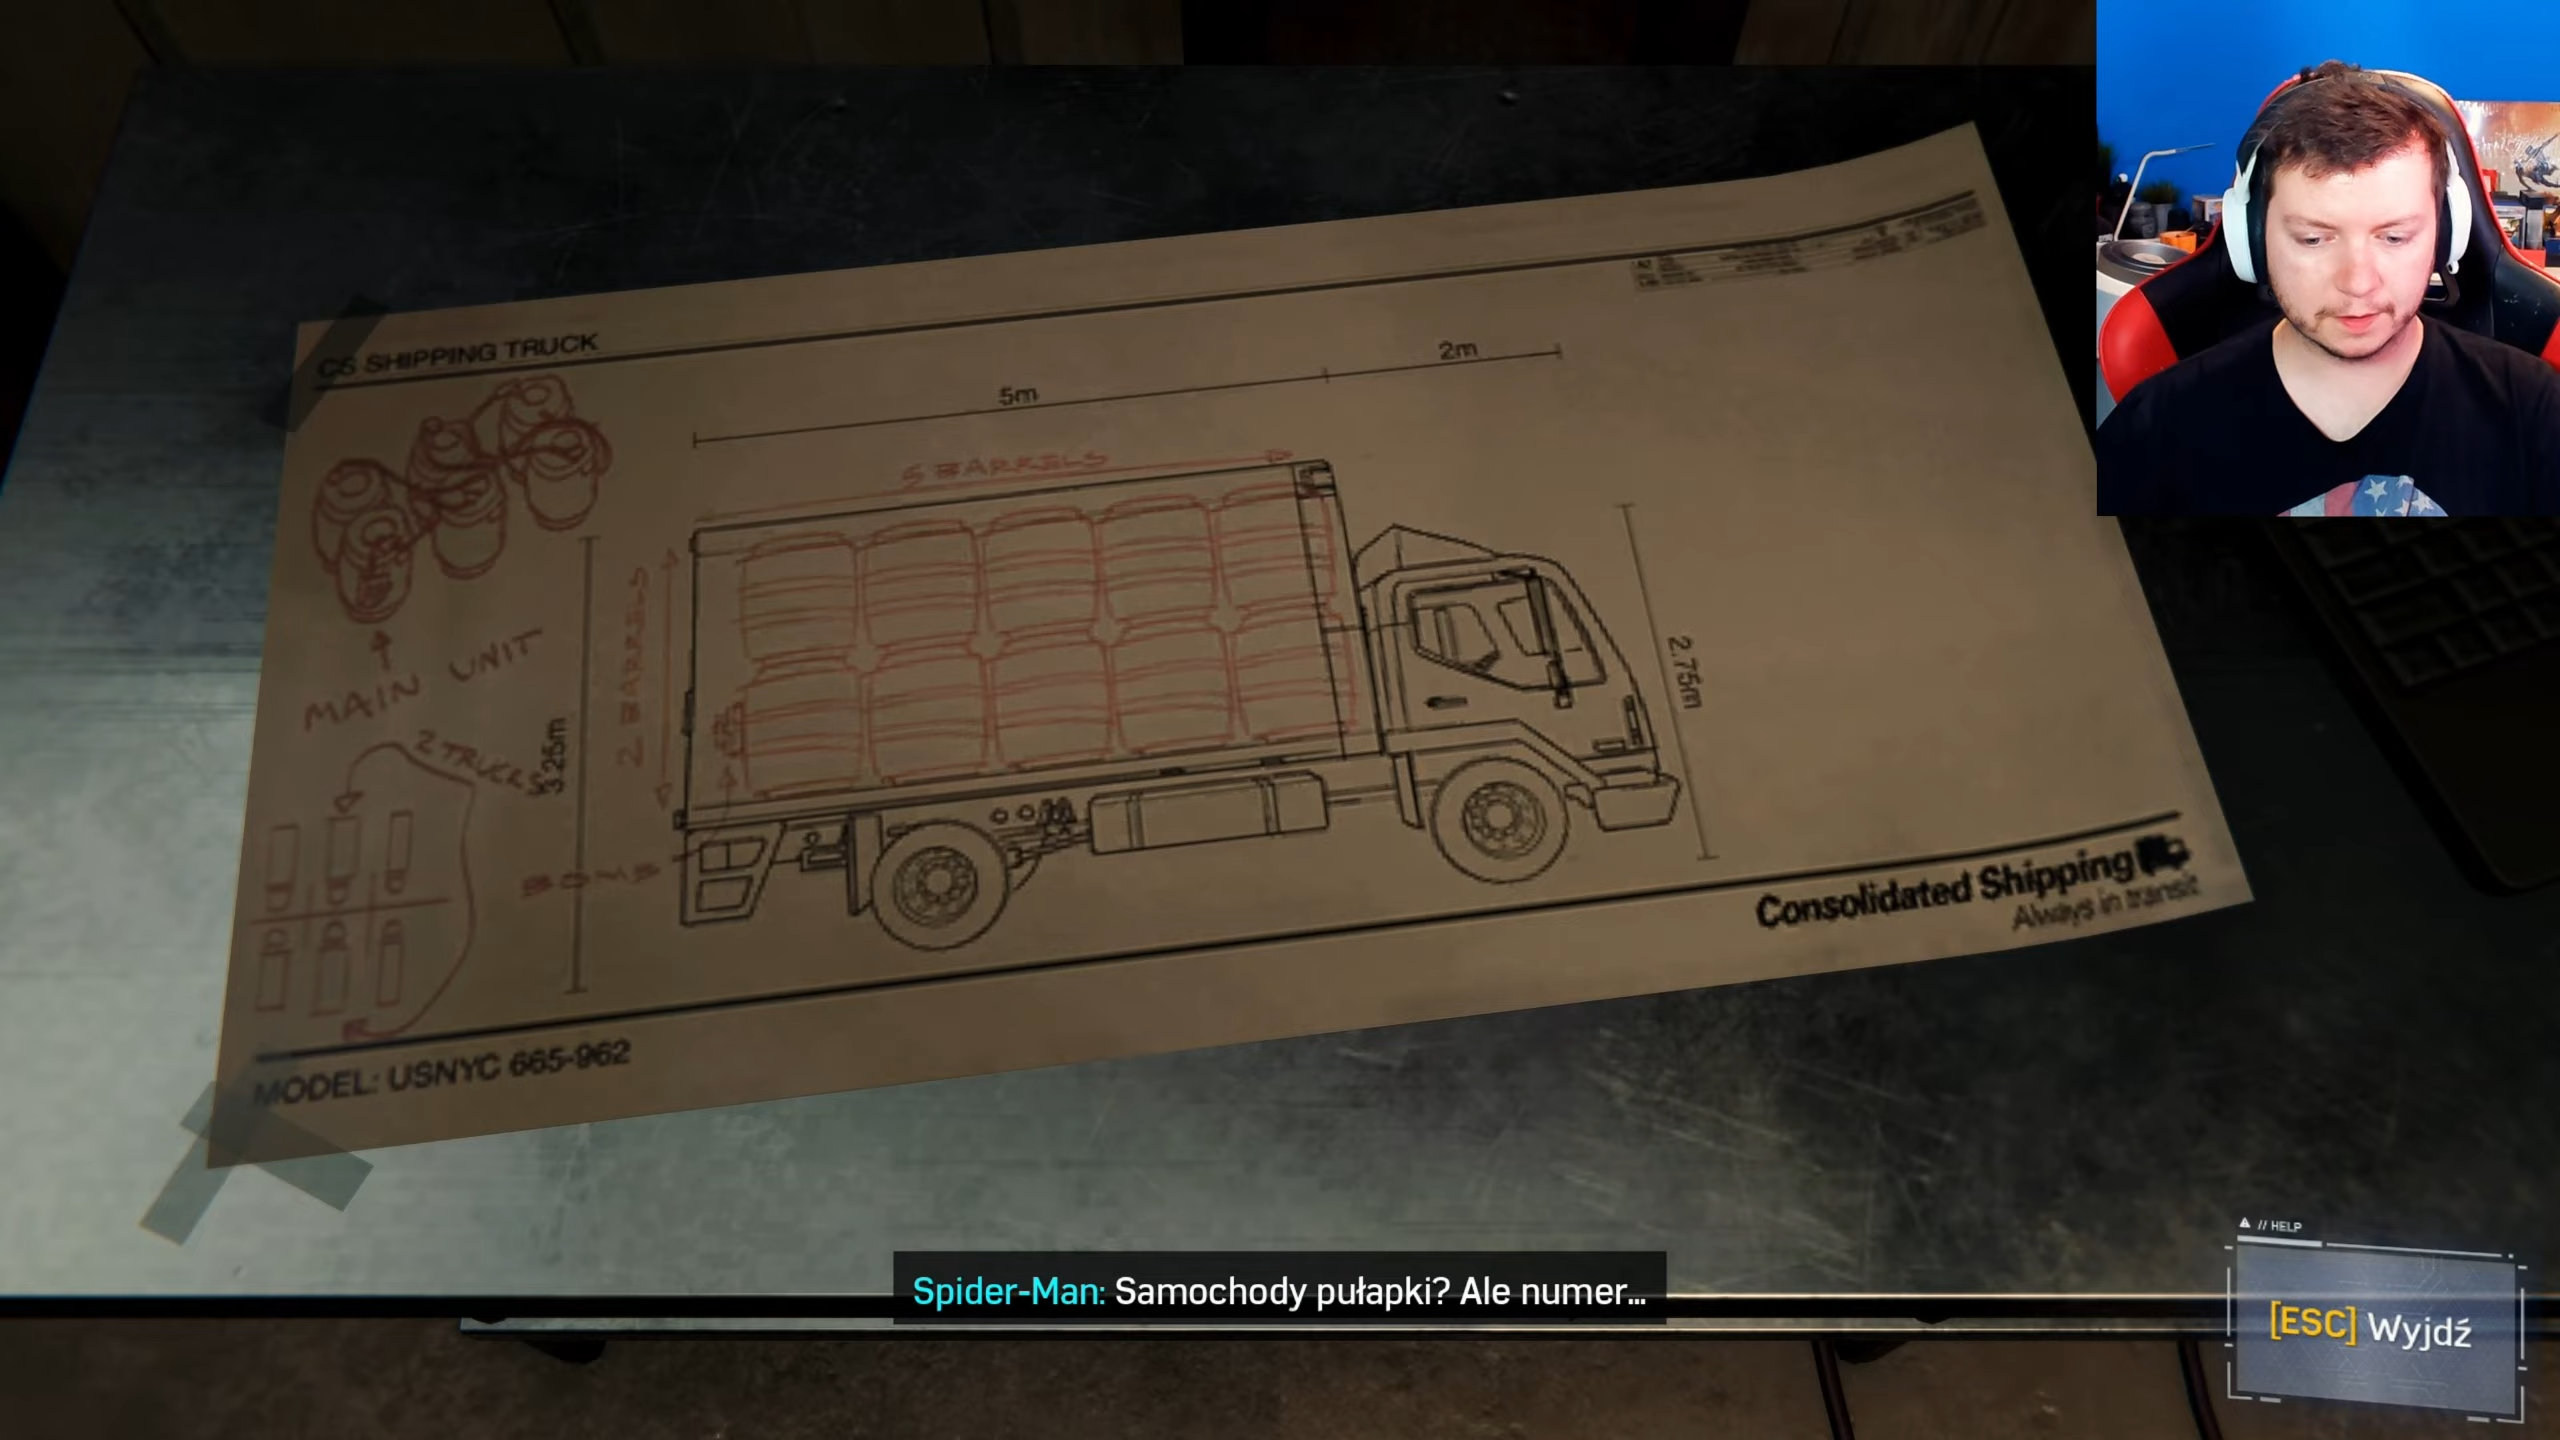 CS SHIPPING TRUCK
2m
5m
5 BARRELS
2 BARRELS
MAIN UNIT
2 TRUCKS
3.25m
2.75m
BOMB
Consolidated Shipping
Always in transit
MODEL: USNYC 665-962
// HELP
Spider-Man: Samochody pułapki? Ale numer...
[ESC] Wyjdź